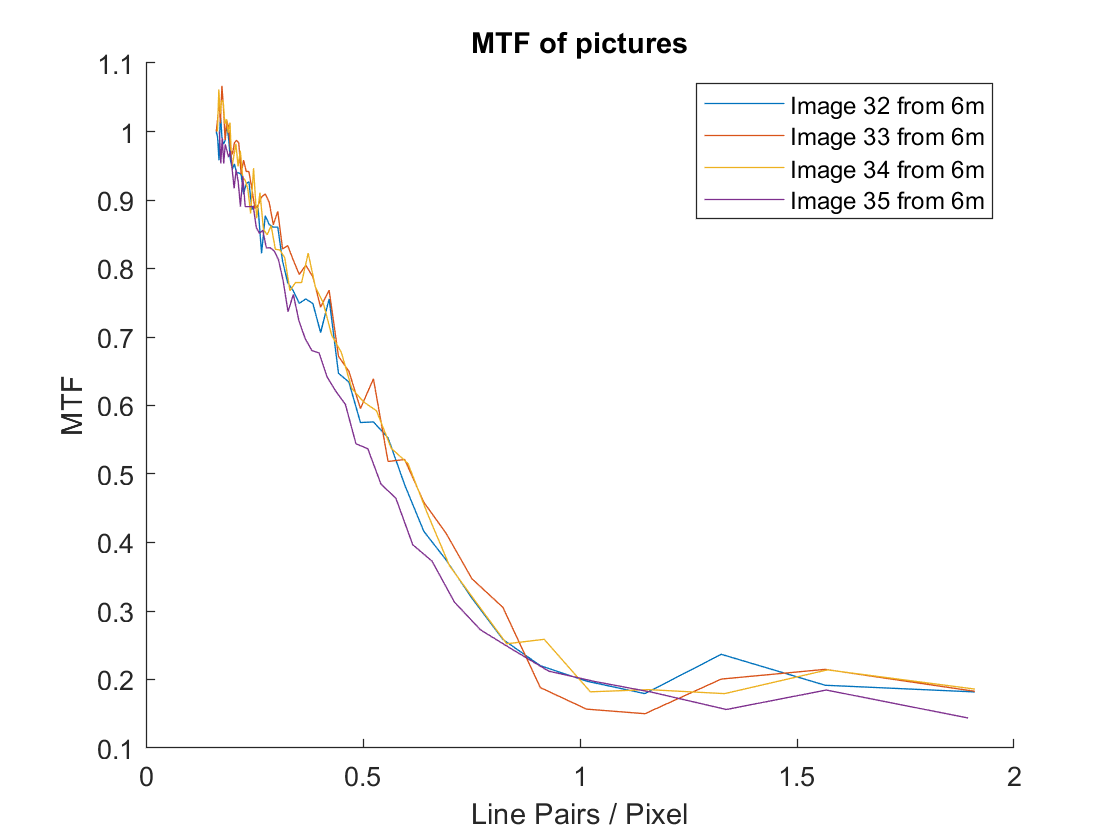 MTF of pictures
1.1
1
0.9
0.8
0.7
0.6
0.5
0.4
0.3
0.2
0.1
MTF
Image 32 from 6m
Image 33 from 6m
Image 34 from 6m
Image 35 from 6m
0 0.5 1 1.5 2
Line Pairs / Pixel